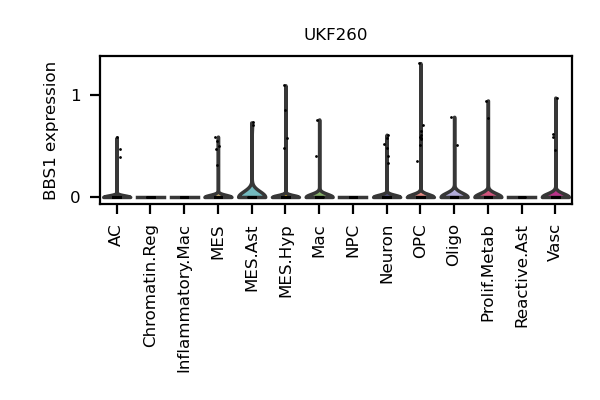 UKF260
BBS1 expression
1
0
AC
Chromatin.Reg
Inflammatory.Mac
MES
MES.Ast
MES.Hyp
Mac
NPC
Neuron
OPC
Oligo
Prolif.Metab
Reactive.Ast
Vasc